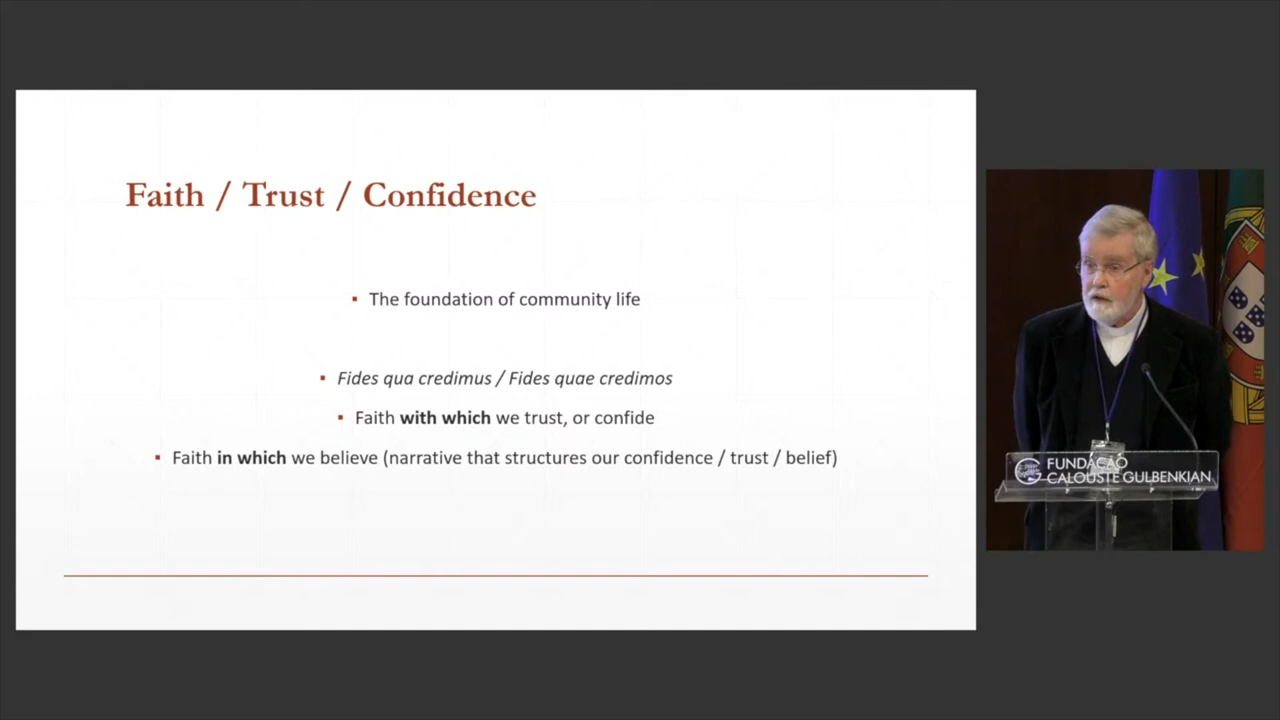 Faith / Trust / Confidence
▪ The foundation of community life
▪ Fides qua credimus / Fides quae credimos
▪ Faith with which we trust, or confide
▪ Faith in which we believe (narrative that structures our confidence / trust / belief)
FUNDAÇÃO
CALOUSTE GULBENKIAN